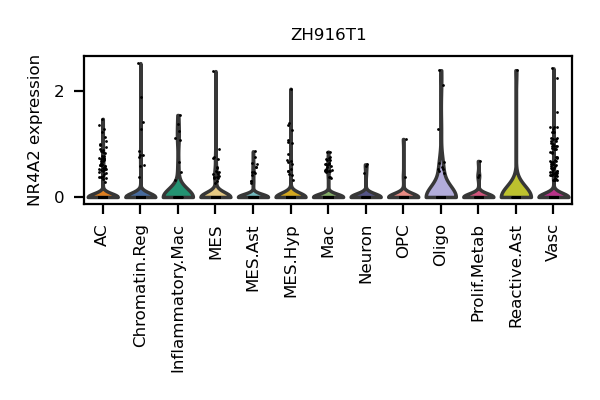 ZH916T1
NR4A2 expression
2
0
AC
Chromatin.Reg
Inflammatory.Mac
MES
MES.Ast
MES.Hyp
Mac
Neuron
OPC
Oligo
Prolif.Metab
Reactive.Ast
Vasc